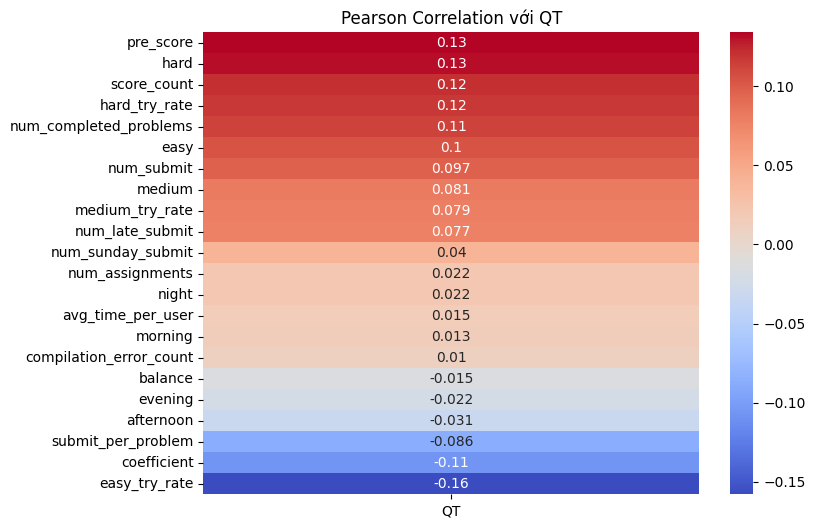 Pearson Correlation với QT
pre_score 0.13
hard 0.13
score_count 0.12
hard_try_rate 0.12
num_completed_problems 0.11
easy 0.1
num_submit 0.097
medium 0.081
medium_try_rate 0.079
num_late_submit 0.077
num_sunday_submit 0.04
num_assignments 0.022
night 0.022
avg_time_per_user 0.015
morning 0.013
compilation_error_count 0.01
balance -0.015
evening -0.022
afternoon -0.031
submit_per_problem -0.086
coefficient -0.11
easy_try_rate -0.16
QT
0.10
0.05
0.00
-0.05
-0.10
-0.15